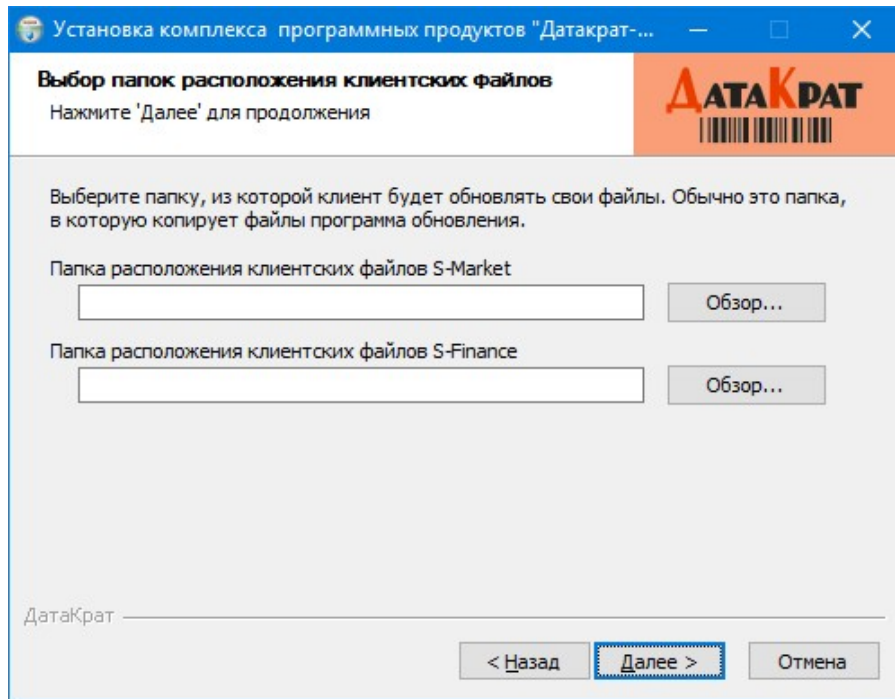 Установка комплекса  программных продуктов "Датакрат-...
Выбор папок расположения клиентских файлов
Нажмите 'Далее' для продолжения
ДАТАКРАТ
Выберите папку, из которой клиент будет обновлять свои файлы. Обычно это папка,
в которую копирует файлы программа обновления.
Папка расположения клиентских файлов S-Market
Обзор...
Папка расположения клиентских файлов S-Finance
Обзор...
ДатаКрат
< Назад
Далее >
Отмена